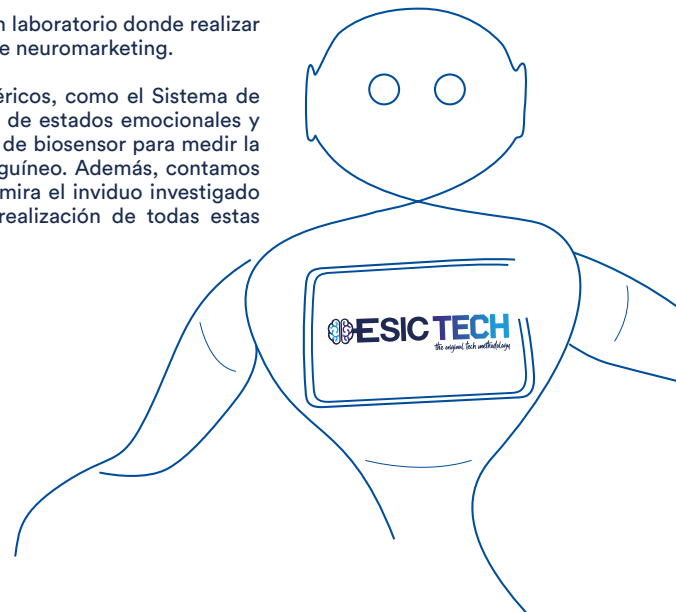 n laboratorio donde realizar
e neuromarketing.
éricos, como el Sistema de
de estados emocionales y
de biosensor para medir la
guíneo. Además, contamos
mira el inviduo investigado
realización de todas estas
ESIC TECH
the original tech methodology